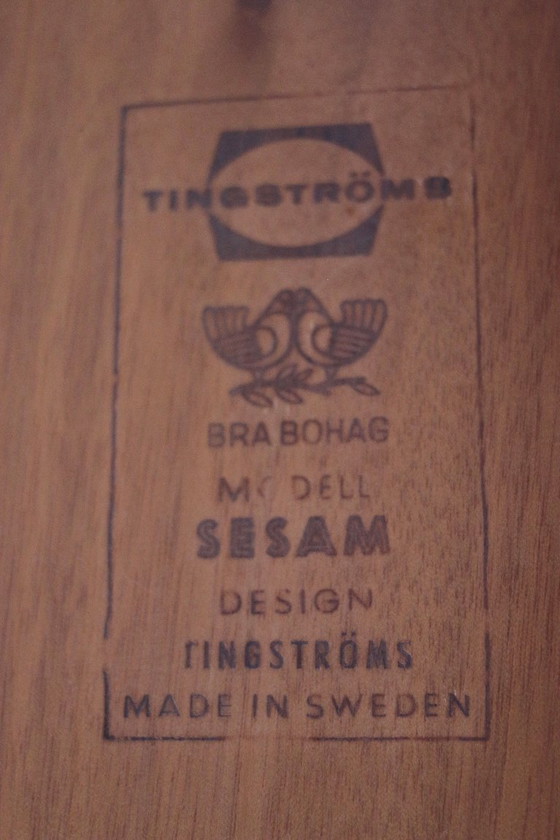 TINGSTRÖMS
BRA BOHAG
MODELL
SESAM
DESIGN
TINGSTRÖMS
MADE IN SWEDEN